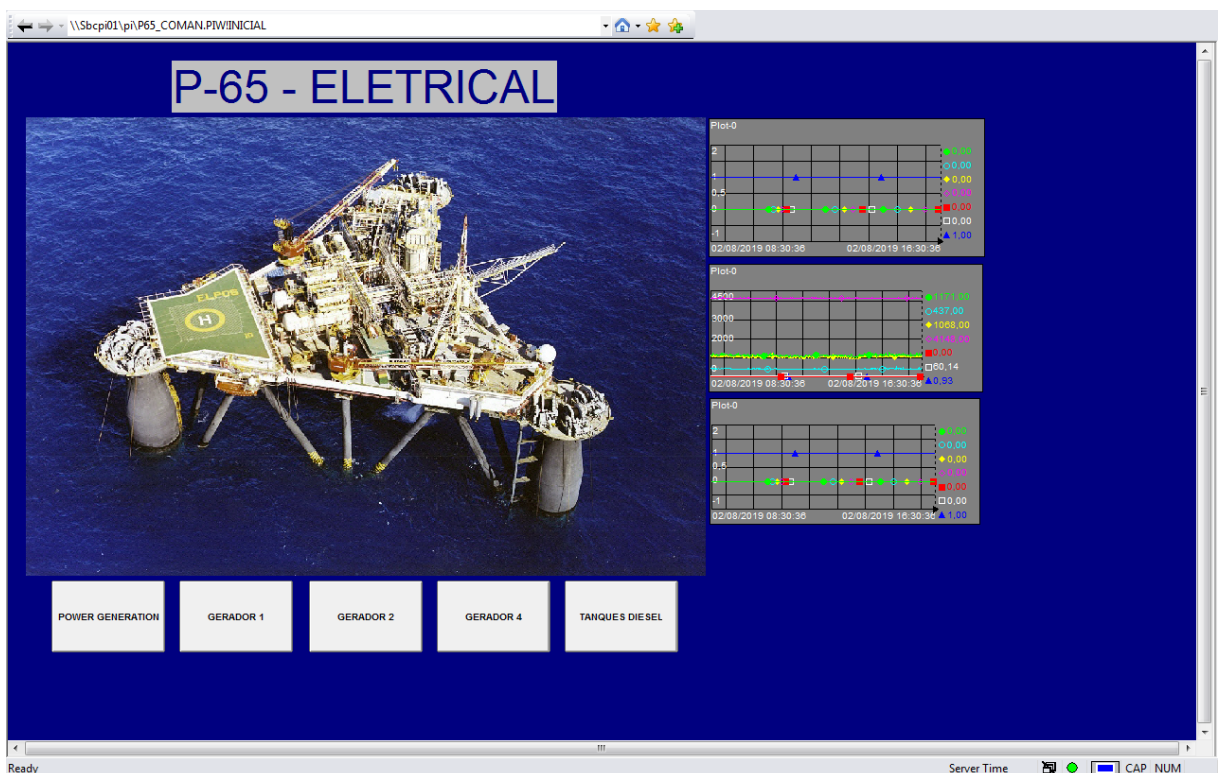 \\Sbcpi01\pi\P65_COMAN.PIW!INICIAL
P-65 - ELETRICAL
H
Plot-0
2
1
0,5
0
-1
02/08/2019 08:30:36
02/08/2019 16:30:36
0,00
0,00
0,00
0,00
0,00
0,00
1,00
Plot-0
4500
3000
2000
0
02/08/2019 08:30:36
02/08/2019 16:30:36
1171,00
437,00
1068,00
0,00
60,14
0,93
Plot-0
2
1
0,5
0
-1
02/08/2019 08:30:36
02/08/2019 16:30:36
0,00
0,00
0,00
0,00
0,00
0,00
1,00
POWER GENERATION
GERADOR 1
GERADOR 2
GERADOR 4
TANQUES DIESEL
Ready
Server Time
CAP NUM